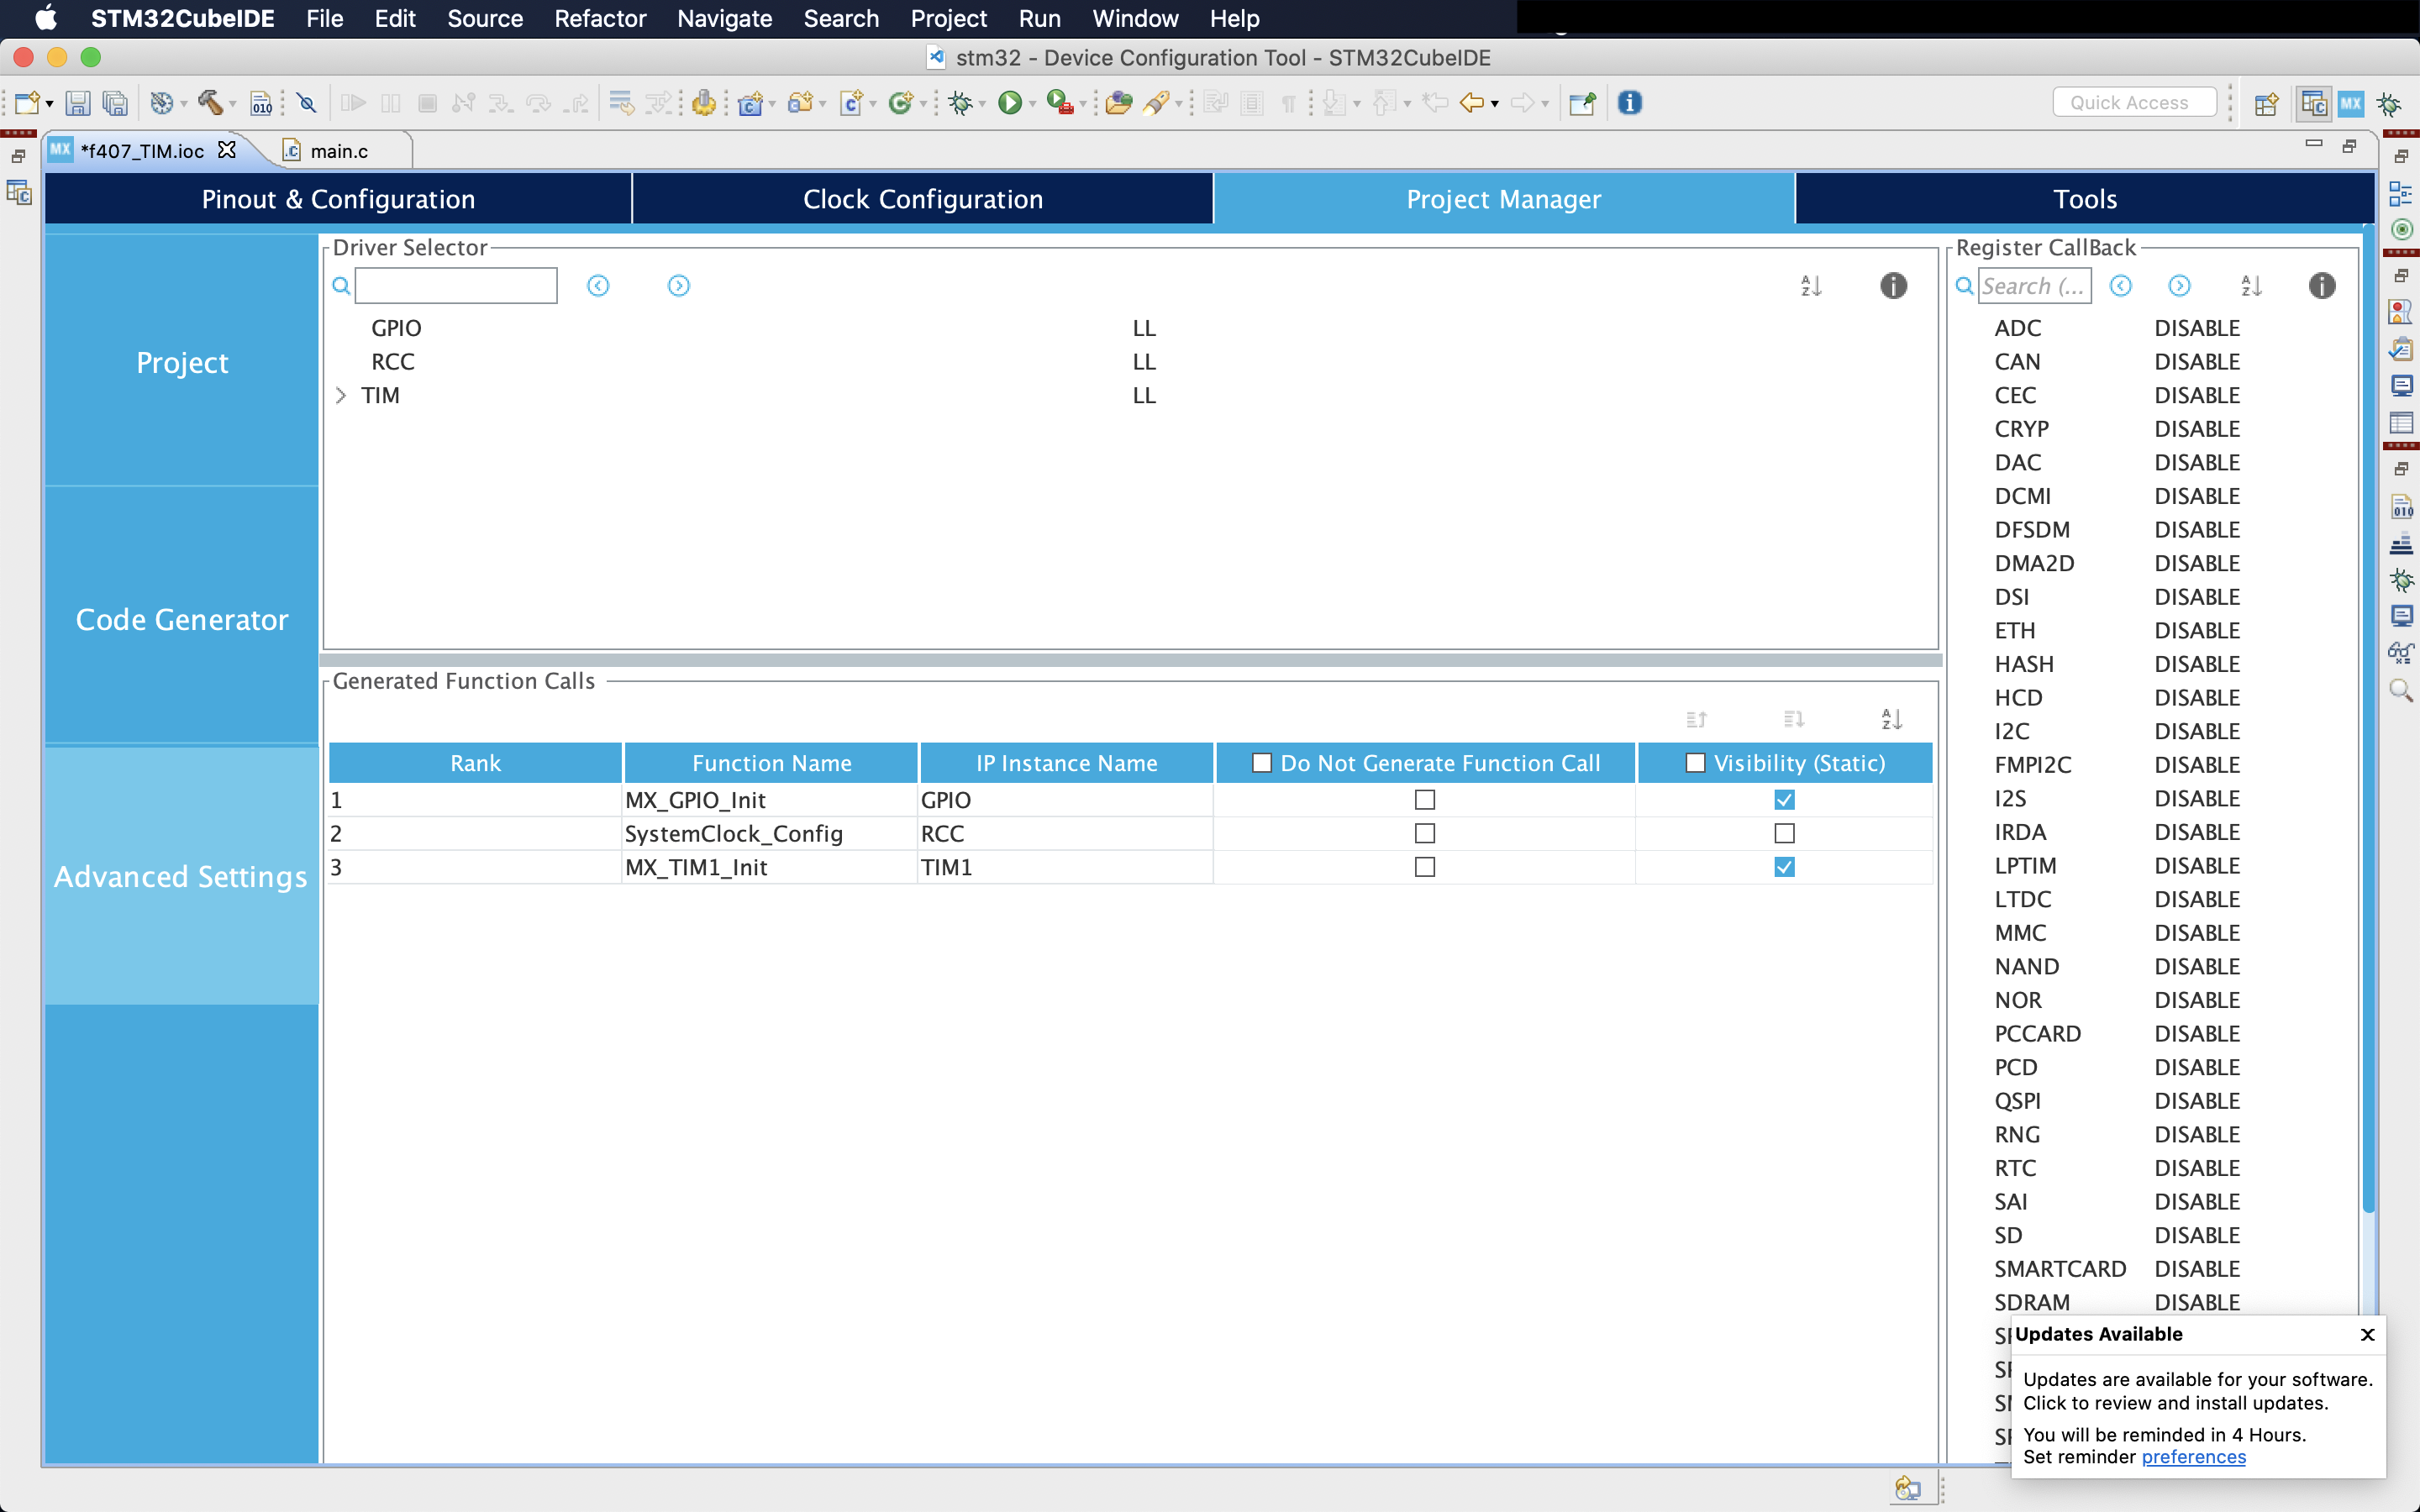 STM32CubeIDE File Edit Source Refactor Navigate Search Project Run Window Help
stm32 - Device Configuration Tool - STM32CubeIDE
Quick Access
MX
MX *f407_TIM.ioc main.c
Pinout & Configuration Clock Configuration Project Manager Tools
Project
Code Generator
Advanced Settings
Driver Selector
GPIO LL
RCC LL
TIM LL
Generated Function Calls
Rank Function Name IP Instance Name Do Not Generate Function Call Visibility (Static)
1 MX_GPIO_Init GPIO
2 SystemClock_Config RCC
3 MX_TIM1_Init TIM1
Register CallBack
Search (...
ADC DISABLE
CAN DISABLE
CEC DISABLE
CRYP DISABLE
DAC DISABLE
DCMI DISABLE
DFSDM DISABLE
DMA2D DISABLE
DSI DISABLE
ETH DISABLE
HASH DISABLE
HCD DISABLE
I2C DISABLE
FMPI2C DISABLE
I2S DISABLE
IRDA DISABLE
LPTIM DISABLE
LTDC DISABLE
MMC DISABLE
NAND DISABLE
NOR DISABLE
PCCARD DISABLE
PCD DISABLE
QSPI DISABLE
RNG DISABLE
RTC DISABLE
SAI DISABLE
SD DISABLE
SMARTCARD DISABLE
SDRAM DISABLE
Updates Available
Updates are available for your software.
Click to review and install updates.
You will be reminded in 4 Hours.
Set reminder preferences